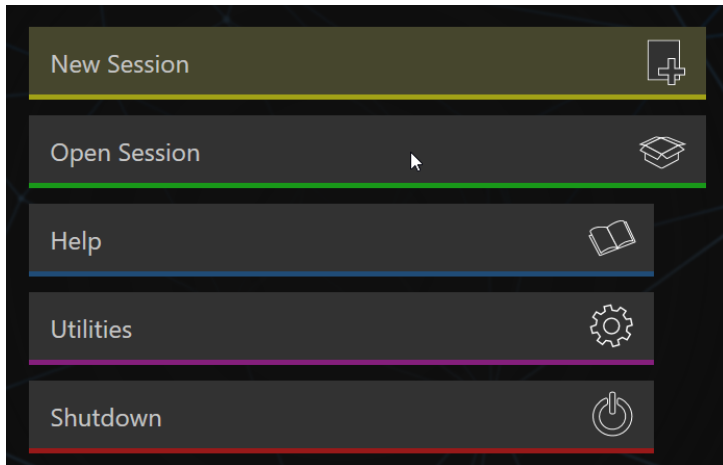 New Session
Open Session
Help
Utilities
Shutdown